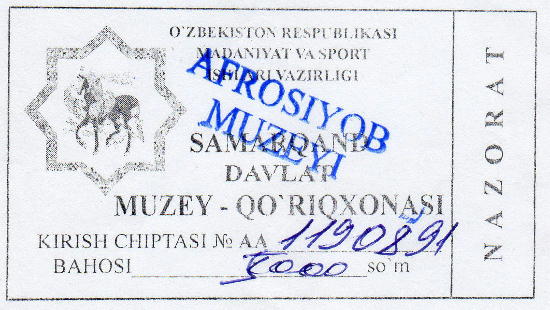 O`ZBEKISTON RESPUBLIKASI
MADANIYAT VA SPORT
ISHLARI VAZIRLIGI
AFROSIYOB
MUZEYI
SAMARQAND
DAVLAT
MUZEY - QO`RIQXONASI
KIRISH CHIPTASI № AA 1190891
BAHOSI 5000 so`m
NAZORAT